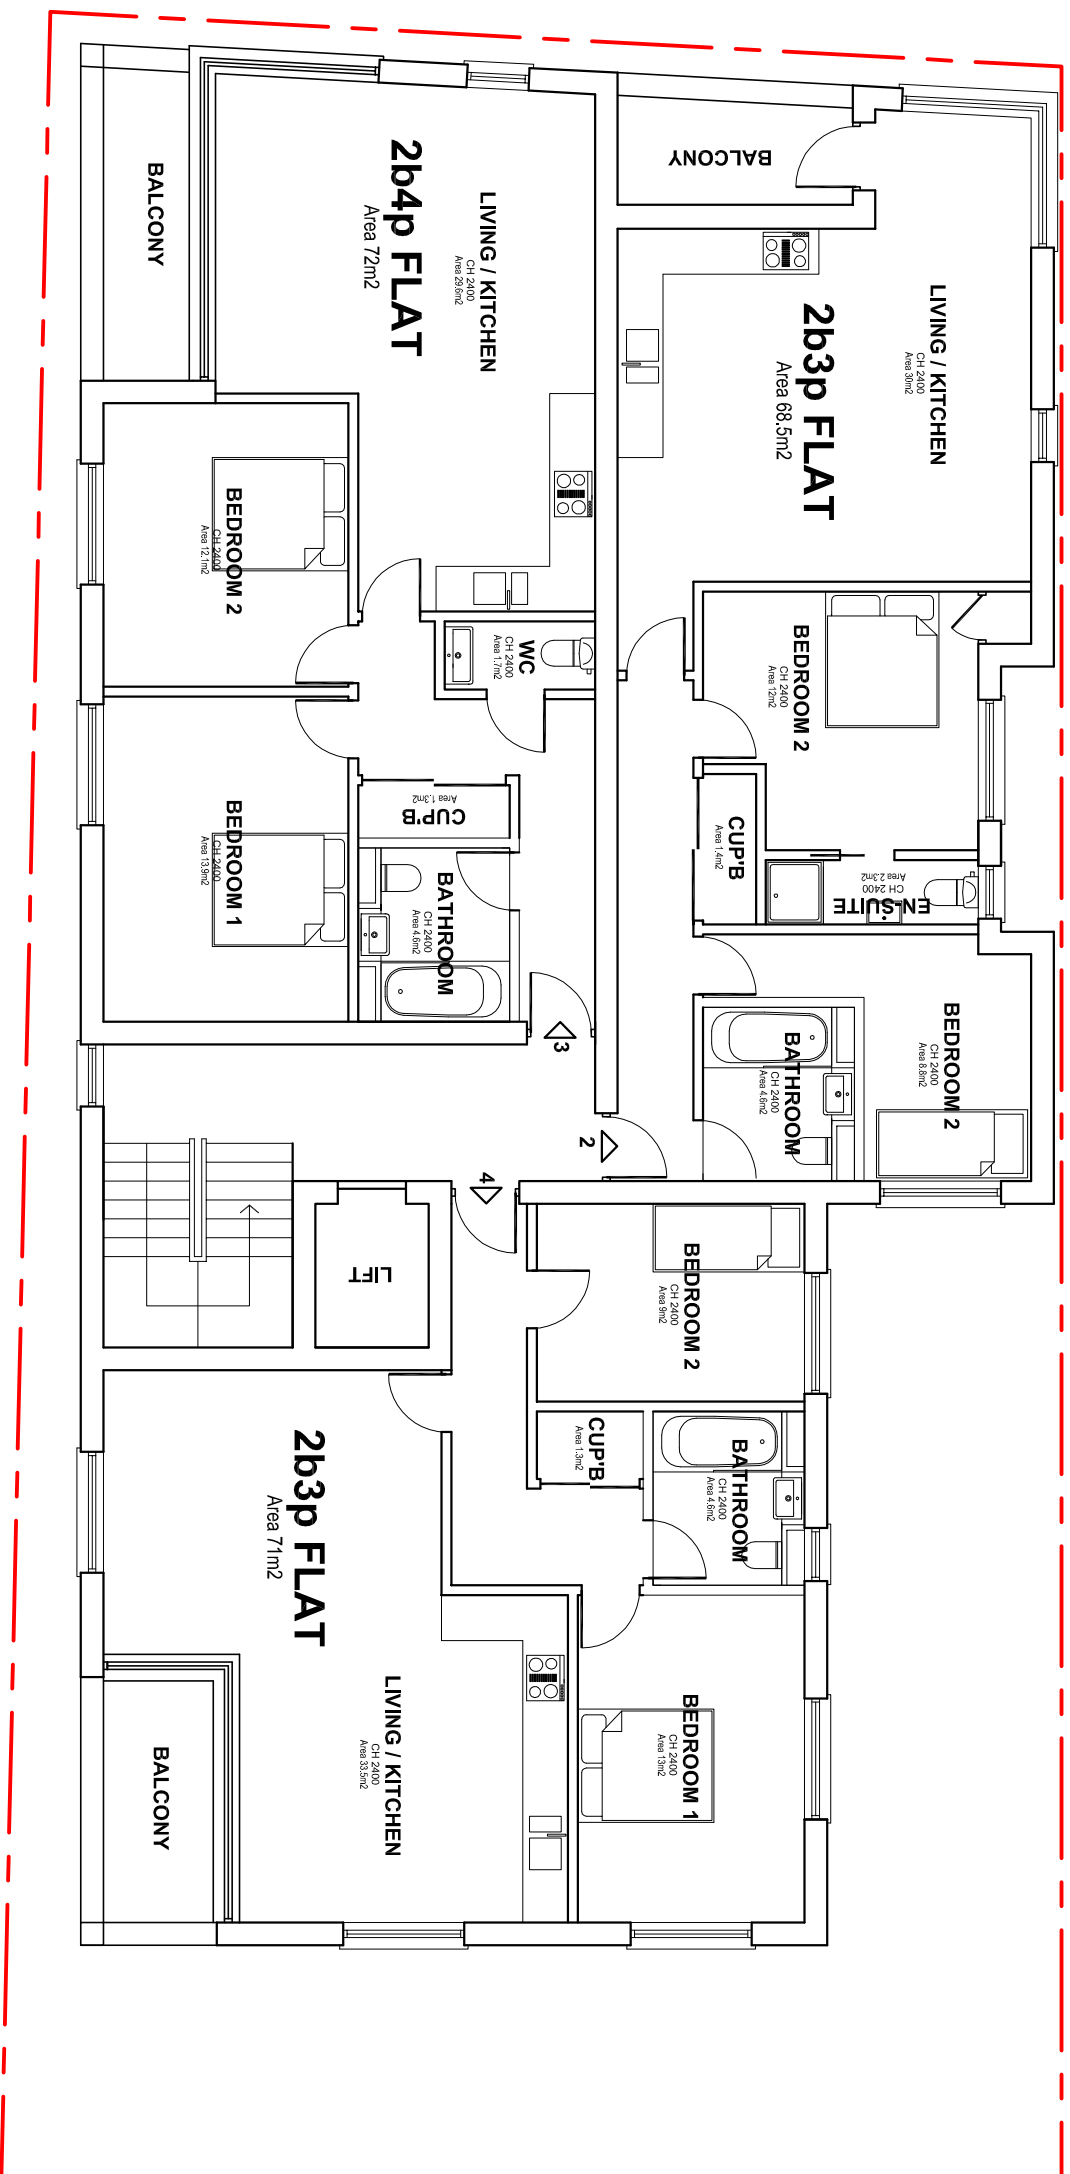 BALCONY
2b4p FLAT
Area 72m2
LIVING / KITCHEN
CH 2400
Area 29.6m2
BEDROOM 2
CH 2400
Area 12.1m2
WC
CH 2400
Area 1.7m2
BEDROOM 1
CH 2400
Area 13.9m2
CUP'B
Area 1.3m2
BATHROOM
CH 2400
Area 4.6m2
3
BALCONY
2b3p FLAT
Area 68.5m2
LIVING / KITCHEN
CH 2400
Area 30m2
BEDROOM 2
CH 2400
Area 12m2
CUP'B
Area 1.4m2
EN-SUITE
CH 2400
Area 2.3m2
BEDROOM 2
CH 2400
Area 8.8m2
BATHROOM
CH 2400
Area 4.6m2
2
4
LIFT
BEDROOM 2
CH 2400
Area 9m2
CUP'B
Area 1.3m2
BATHROOM
CH 2400
Area 4.6m2
2b3p FLAT
Area 71m2
LIVING / KITCHEN
CH 2400
Area 33.5m2
BEDROOM 1
CH 2400
Area 13m2
BALCONY